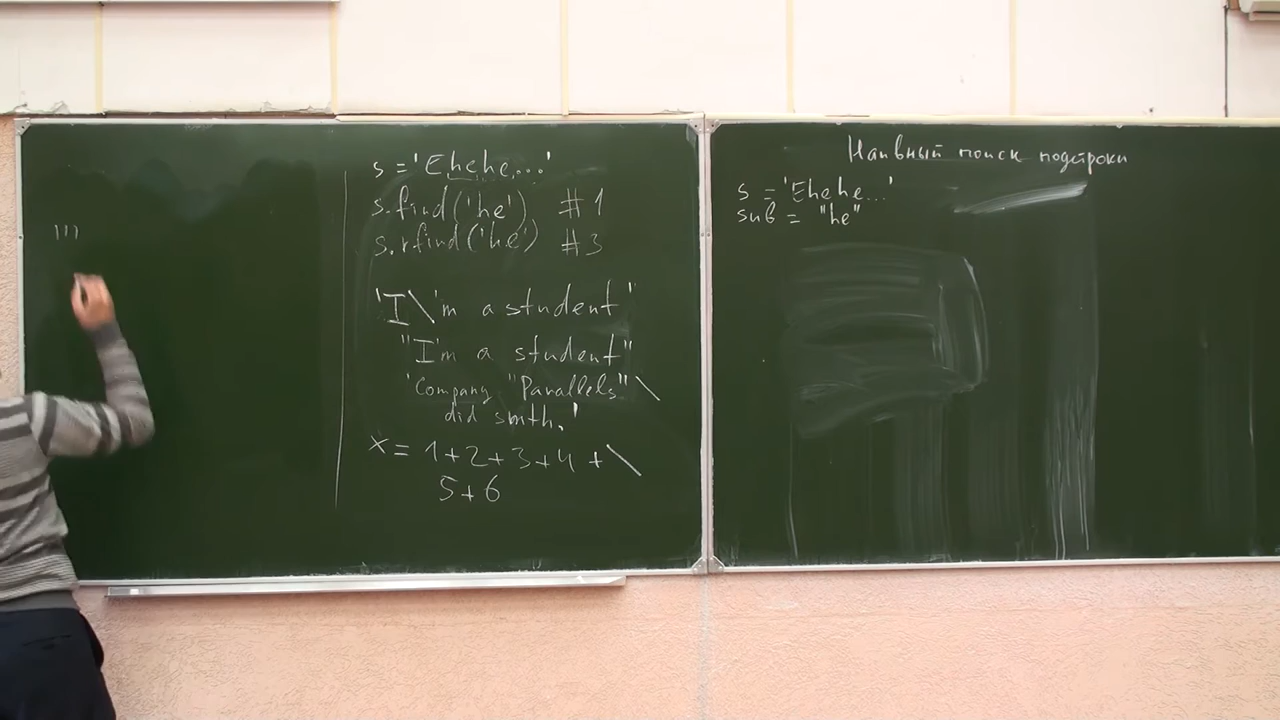 '''
s = 'Ehehe...'
s.find('he') #1
s.rfind('he') #3
'I\'m a student'
"I'm a student"
'Company "Parallels" \
did smth.'
x = 1+2+3+4 + \
5+6
Наивный поиск подстроки
s = 'Ehehe...'
sub = "he"